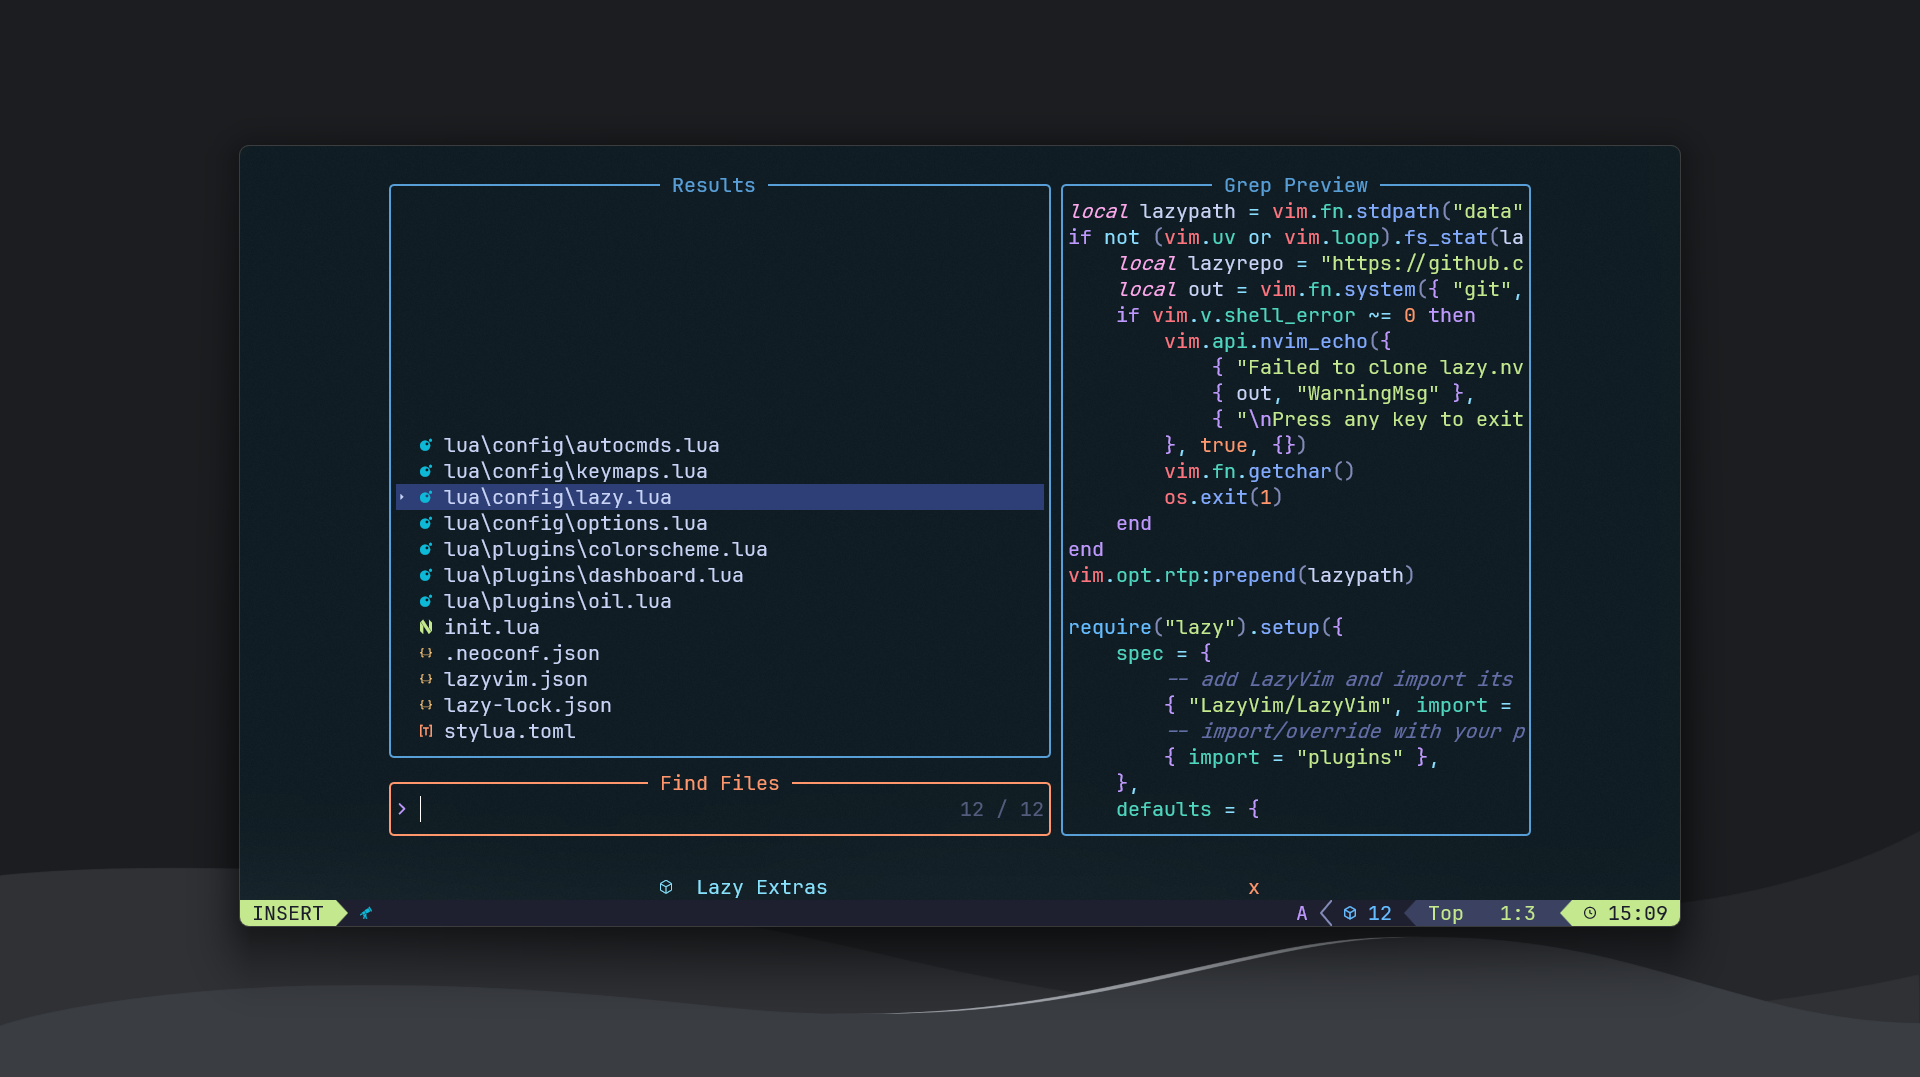 Results
lua\config\autocmds.lua
lua\config\keymaps.lua
lua\config\lazy.lua
lua\config\options.lua
lua\plugins\colorscheme.lua
lua\plugins\dashboard.lua
lua\plugins\oil.lua
init.lua
.neoconf.json
lazyvim.json
lazy-lock.json
stylua.toml
Find Files
> 12 / 12
Grep Preview
local lazypath = vim.fn.stdpath("data"
if not (vim.uv or vim.loop).fs_stat(la
    local lazyrepo = "https://github.c
    local out = vim.fn.system({ "git",
    if vim.v.shell_error ~= 0 then
        vim.api.nvim_echo({
            { "Failed to clone lazy.nv
            { out, "WarningMsg" },
            { "\nPress any key to exit
        }, true, {})
        vim.fn.getchar()
        os.exit(1)
    end
end
vim.opt.rtp:prepend(lazypath)
require("lazy").setup({
    spec = {
        -- add LazyVim and import its
        { "LazyVim/LazyVim", import =
        -- import/override with your p
        { import = "plugins" },
    },
    defaults = {
Lazy Extras x
INSERT A 12 Top 1:3 15:09